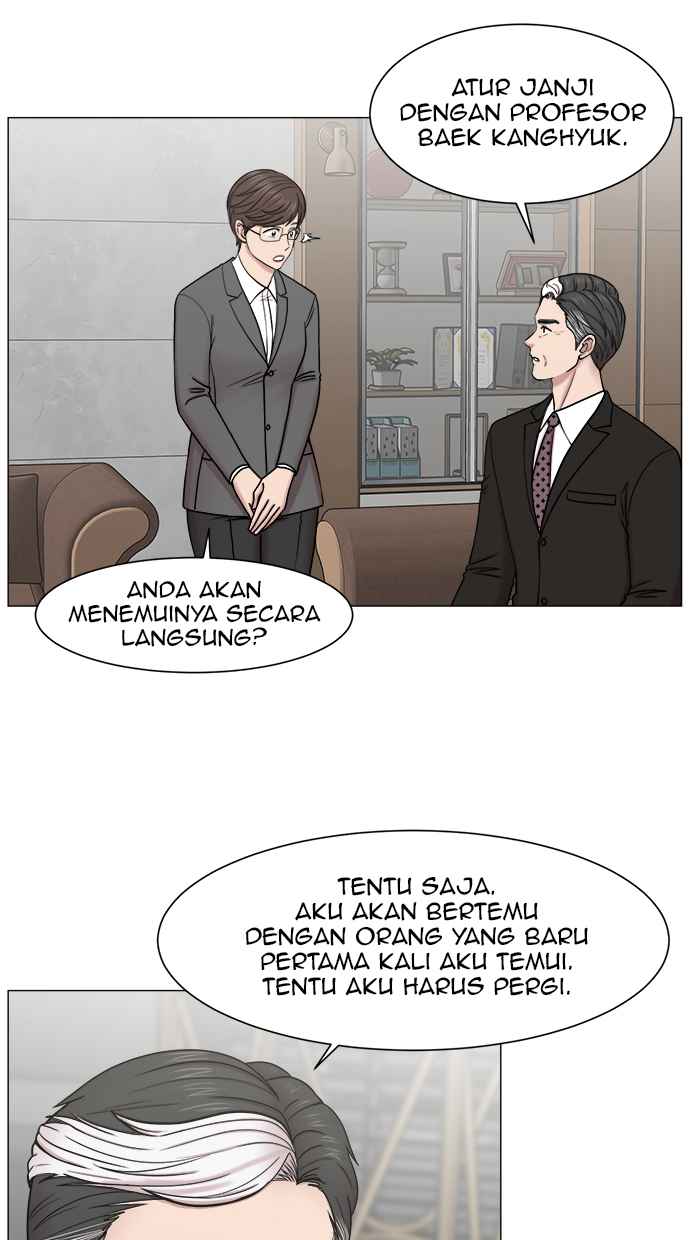 ATUR JANJI
DENGAN PROFESOR
BAEK KANGHYUK.
ANDA AKAN
MENEMUINYA SECARA
LANGSUNG?
TENTU SAJA.
AKU AKAN BERTEMU
DENGAN ORANG YANG BARU
PERTAMA KALI AKU TEMUI.
TENTU AKU HARUS PERGI.